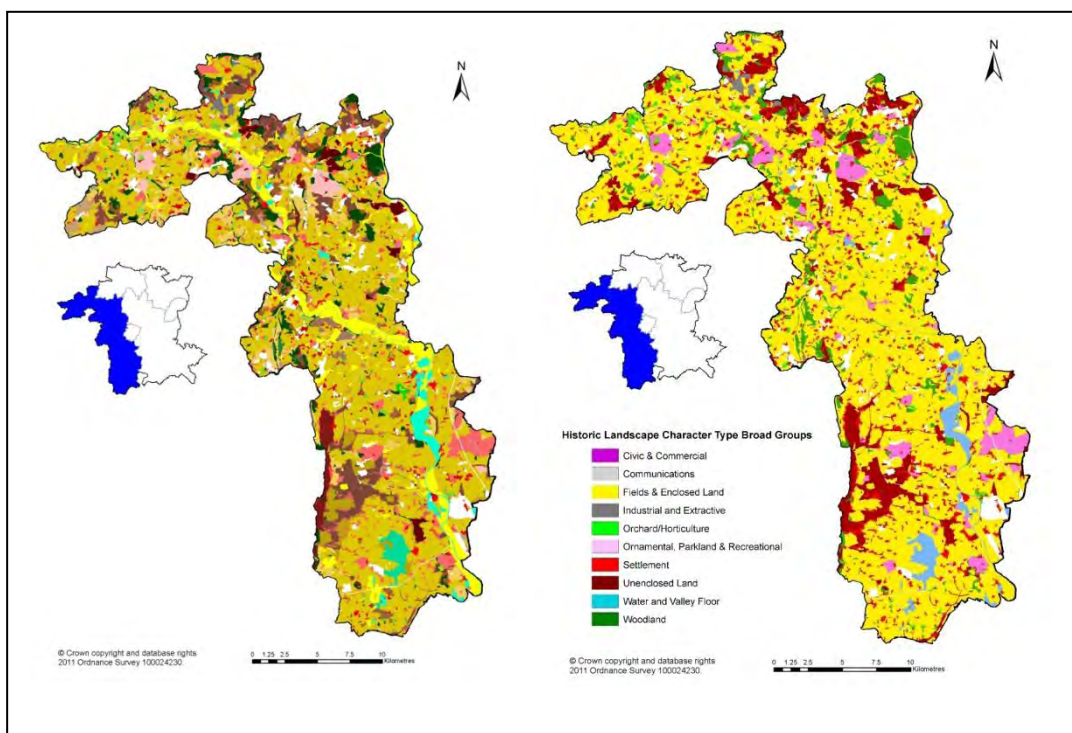 N
N
Historic Landscape Character Type Broad Groups
Civic & Commercial
Communications
Fields & Enclosed Land
Industrial and Extractive
Orchard/Horticulture
Ornamental, Parkland & Recreational
Settlement
Unenclosed Land
Water and Valley Floor
Woodland
© Crown copyright and database rights
2011 Ordnance Survey 100024230.
0 1.25 2.5 5 7.5 10
Kilometres
© Crown copyright and database rights
2011 Ordnance Survey 100024230.
0 1.25 2.5 5 7.5 10
Kilometres